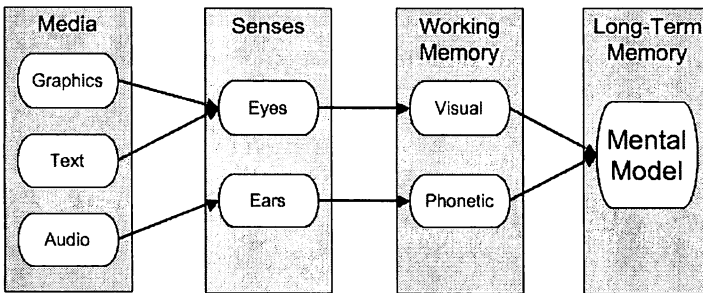 Media
Graphics
Text
Audio
Senses
Eyes
Ears
Working
Memory
Visual
Phonetic
Long-Term
Memory
Mental
Model